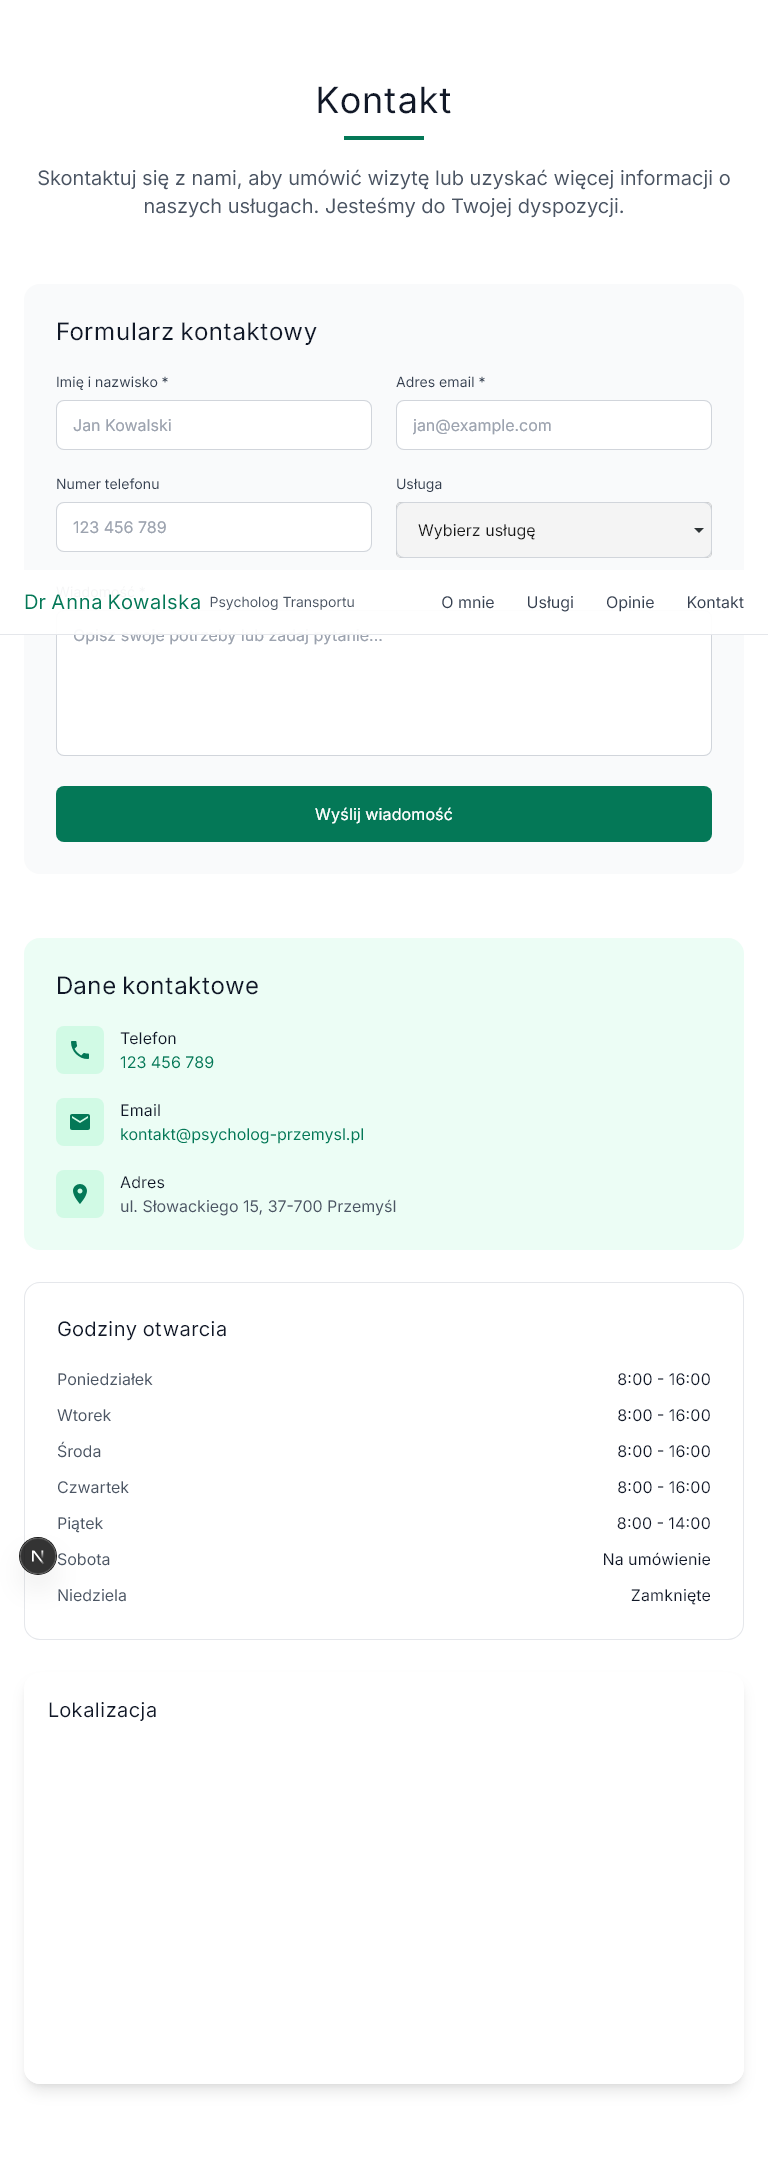 Kontakt
Skontaktuj się z nami, aby umówić wizytę lub uzyskać więcej informacji o
naszych usługach. Jesteśmy do Twojej dyspozycji.
Formularz kontaktowy
Imię i nazwisko *
Adres email *
Jan Kowalski
jan@example.com
Numer telefonu
Usługa
123 456 789
Wybierz usługę
Dr Anna Kowalska Psycholog Transportu O mnie Usługi Opinie Kontakt
Opisz swoje potrzeby lub zadaj pytanie...
Wyślij wiadomość
Dane kontaktowe
Telefon
123 456 789
Email
kontakt@psycholog-przemysl.pl
Adres
ul. Słowackiego 15, 37-700 Przemyśl
Godziny otwarcia
Poniedziałek 8:00 - 16:00
Wtorek 8:00 - 16:00
Środa 8:00 - 16:00
Czwartek 8:00 - 16:00
Piątek 8:00 - 14:00
N
Sobota Na umówienie
Niedziela Zamknięte
Lokalizacja